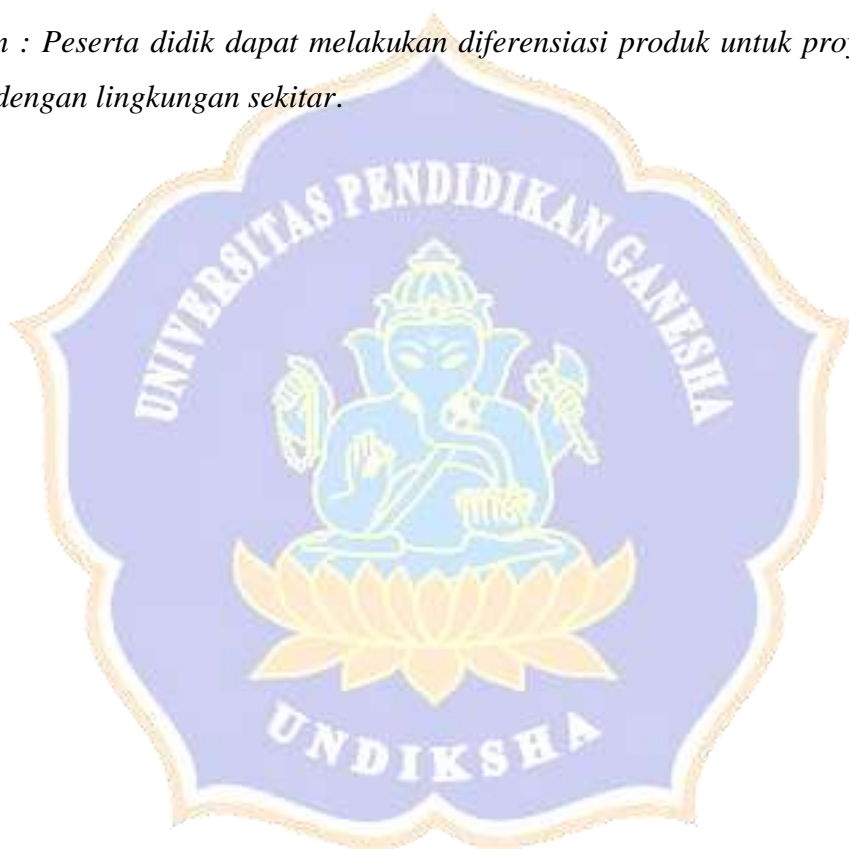 : Peserta didik dapat melakukan diferensiasi produk untuk
dengan lingkungan sekitar.
UNIVERSITAS PENDIDIKAN GANESHA
UNDIKSHA